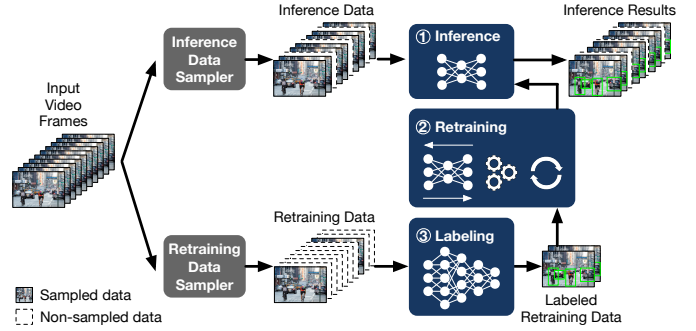 Inference Data
Inference Results
Inference
Data
Sampler
① Inference
Input
Video
Frames
② Retraining
Retraining Data
Retraining
Data
Sampler
③ Labeling
Sampled data
Non-sampled data
Labeled
Retraining Data